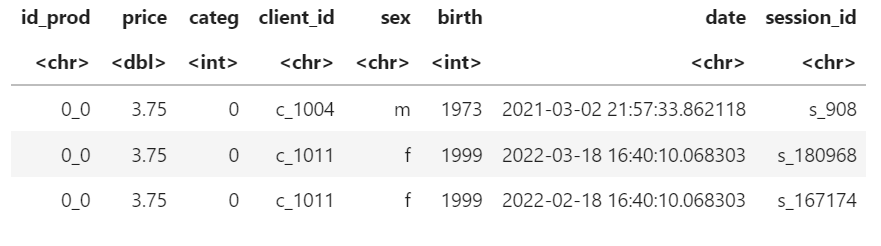 id_prod price categ client_id sex birth date session_id
<chr> <dbl> <int> <chr> <chr> <int> <chr> <chr>
0_0 3.75 0 c_1004 m 1973 2021-03-02 21:57:33.862118 s_908
0_0 3.75 0 c_1011 f 1999 2022-03-18 16:40:10.068303 s_180968
0_0 3.75 0 c_1011 f 1999 2022-02-18 16:40:10.068303 s_167174